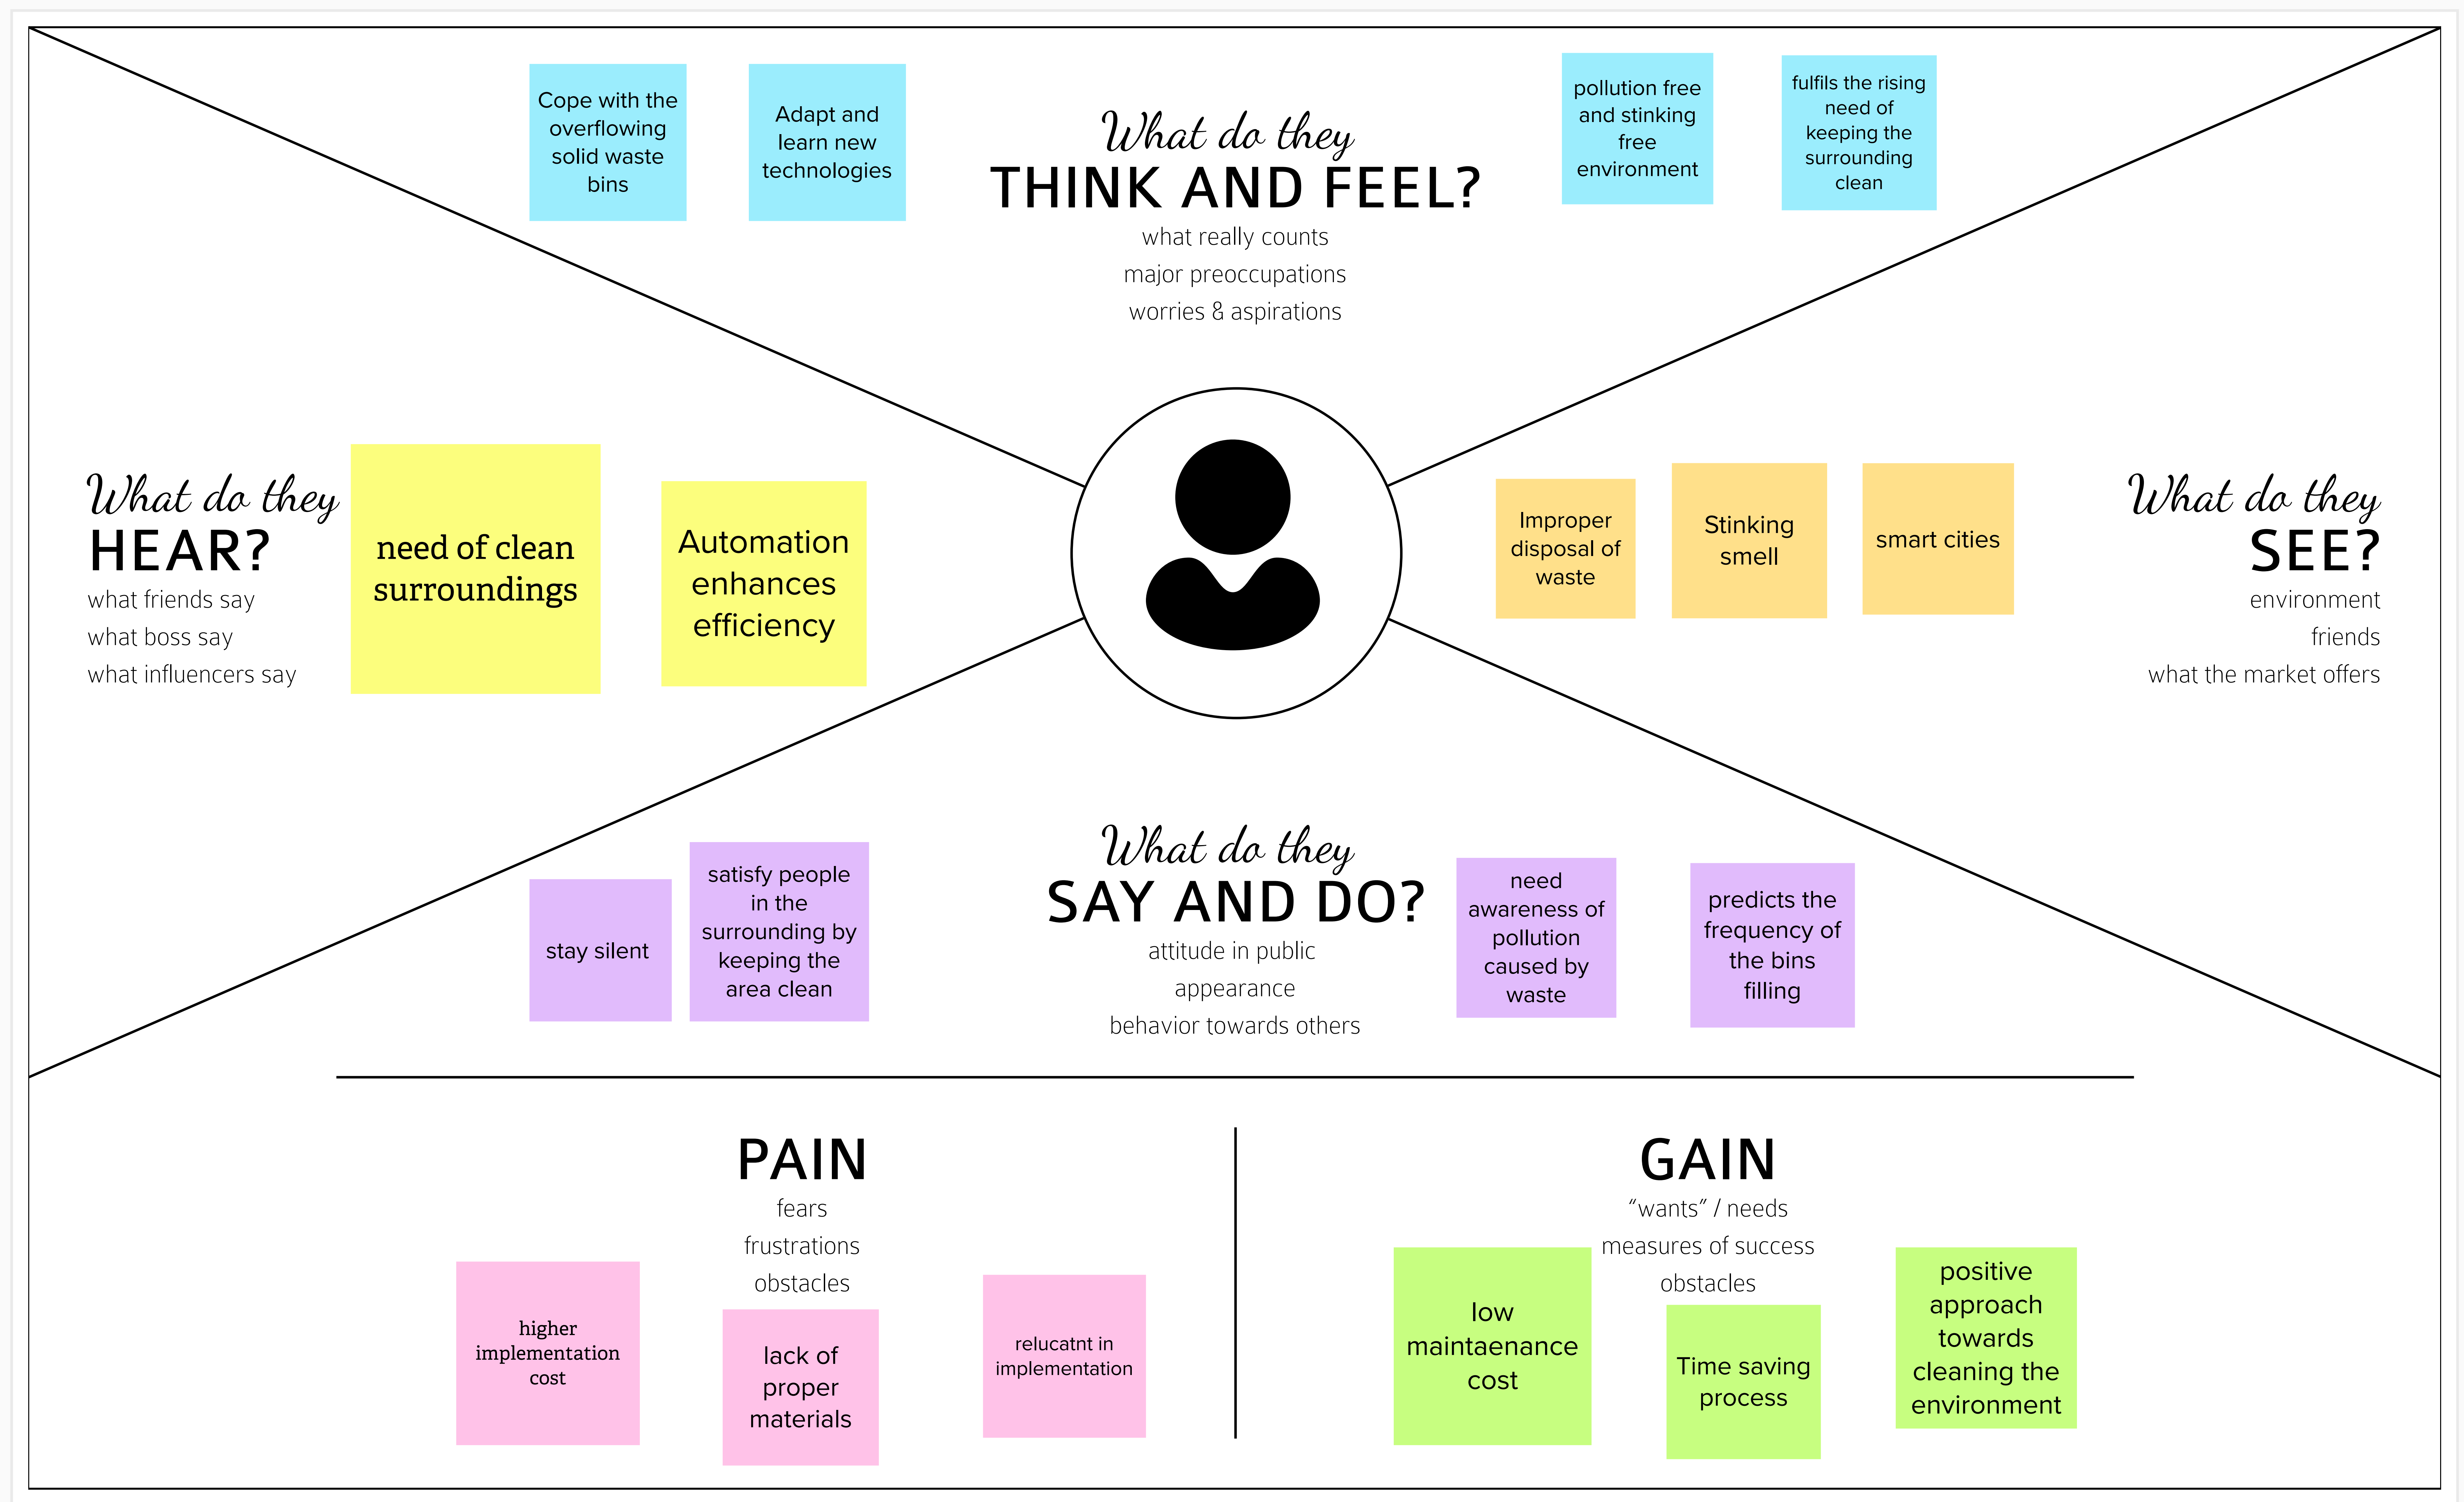 Cope with the
overflowing
solid waste
bins
Adapt and
learn new
technologies
What do they
THINK AND FEEL?
what really counts
major preoccupations
worries & aspirations
pollution free
and stinking
free
environment
fulfils the rising
need of
keeping the
surrounding
clean
What do they
HEAR?
what friends say
what boss say
what influencers say
need of clean
surroundings
Automation
enhances
efficiency
Improper
disposal of
waste
Stinking
smell
smart cities
What do they
SEE?
environment
friends
what the market offers
stay silent
satisfy people
in the
surrounding by
keeping the
area clean
What do they
SAY AND DO?
attitude in public
appearance
behavior towards others
need
awareness of
pollution
caused by
waste
predicts the
frequency of
the bins
filling
PAIN
fears
frustrations
obstacles
higher
implementation
cost
lack of
proper
materials
relucatnt in
implementation
GAIN
“wants” / needs
measures of success
obstacles
low
maintaenance
cost
Time saving
process
positive
approach
towards
cleaning the
environment